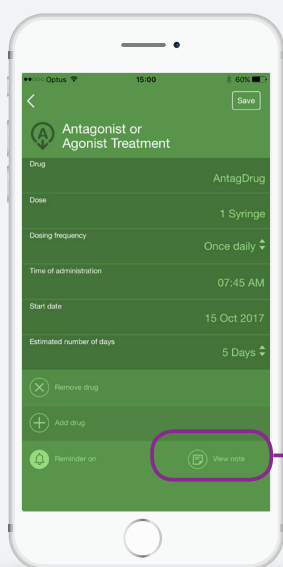 Optus 15:00 60%
Save
A Antagonist or
Agonist Treatment
Drug
AntagDrug
Dose
1 Syringe
Dosing frequency
Once daily
Time of administration
07:45 AM
Start date
15 Oct 2017
Estimated number of days
5 Days
Remove drug
Add drug
Reminder on View note